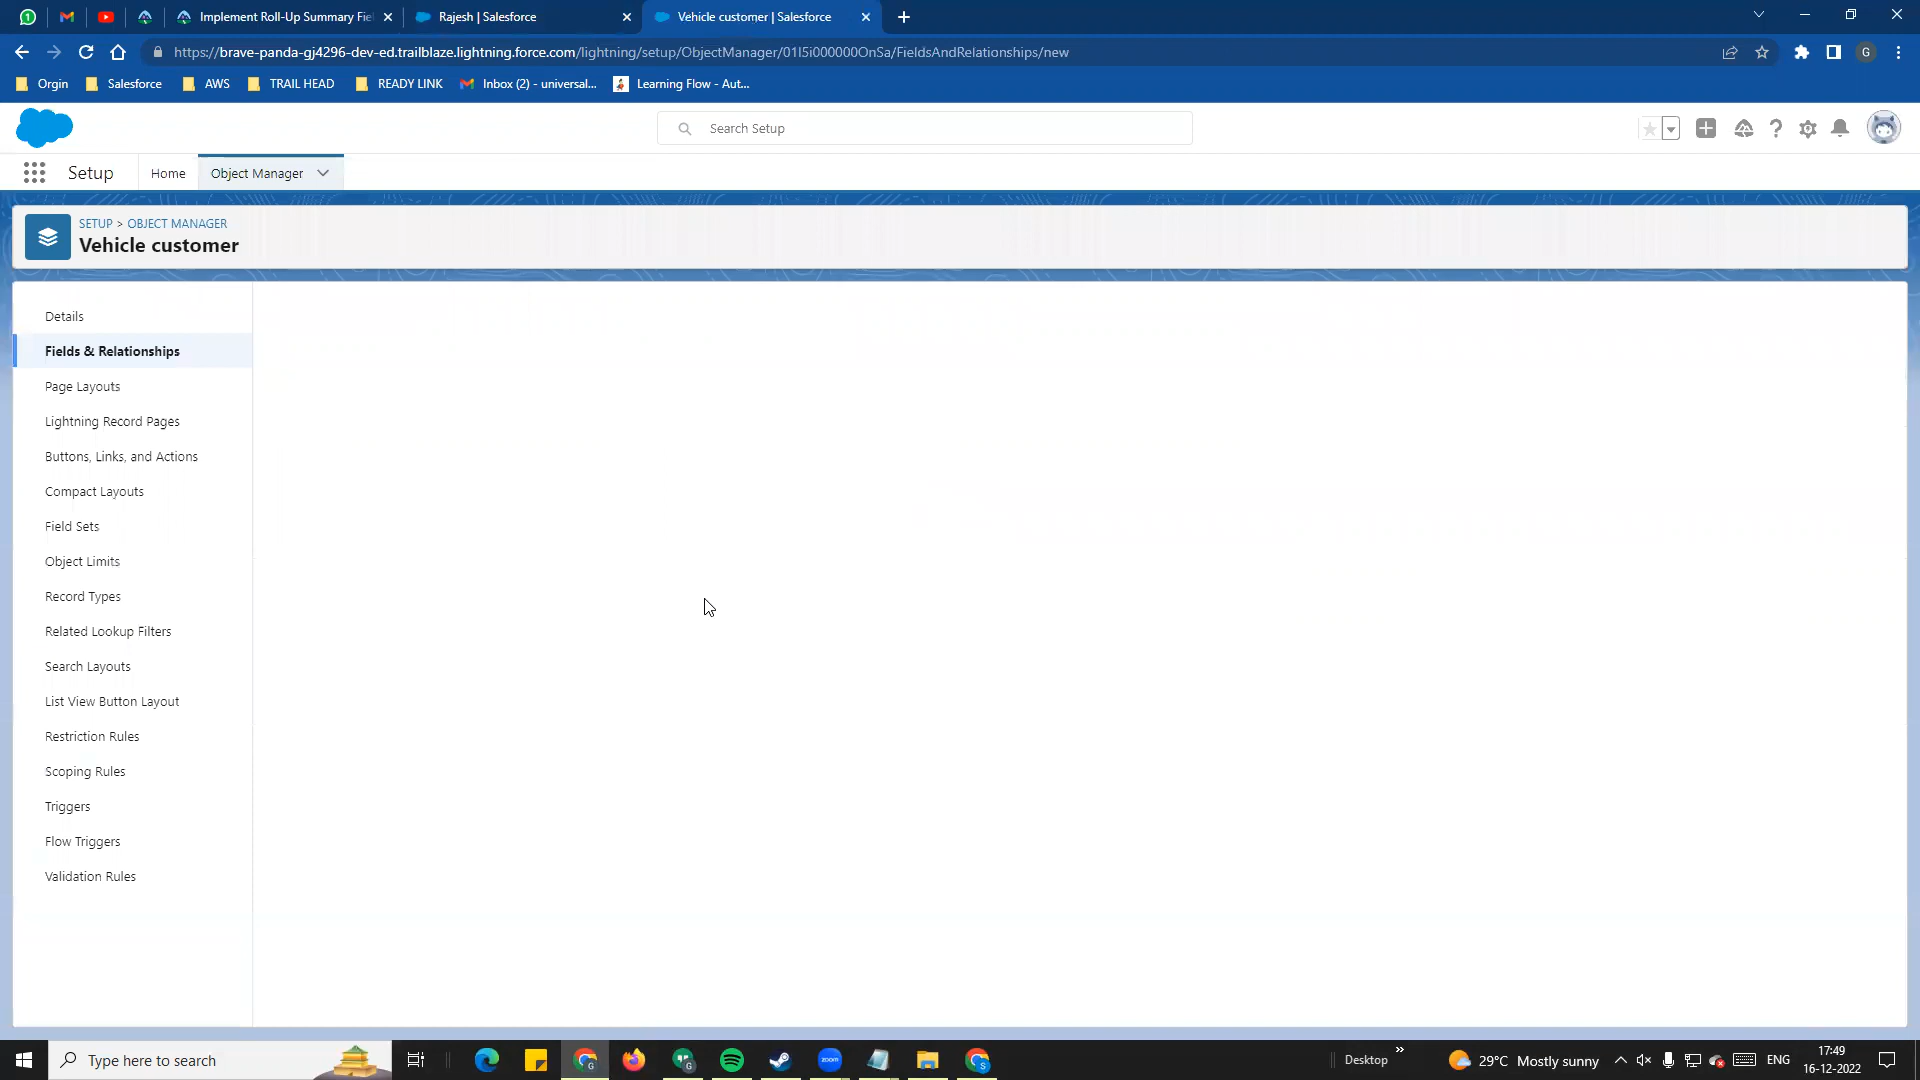 Implement Roll-Up Summary Fiel
Rajesh | Salesforce
Vehicle customer | Salesforce
https://brave-panda-gj4296-dev-ed.trailblaze.lightning.force.com/lightning/setup/ObjectManager/01I5i000000OnSa/FieldsAndRelationships/new
G
Orgin
Salesforce
AWS
TRAIL HEAD
READY LINK
Inbox (2) - universal...
Learning Flow - Aut...
Search Setup
Setup
Home
Object Manager
SETUP > OBJECT MANAGER
Vehicle customer
Details
Fields & Relationships
Page Layouts
Lightning Record Pages
Buttons, Links, and Actions
Compact Layouts
Field Sets
Object Limits
Record Types
Related Lookup Filters
Search Layouts
List View Button Layout
Restriction Rules
Scoping Rules
Triggers
Flow Triggers
Validation Rules
Type here to search
zoom
Desktop
29°C Mostly sunny
ENG
17:49
16-12-2022